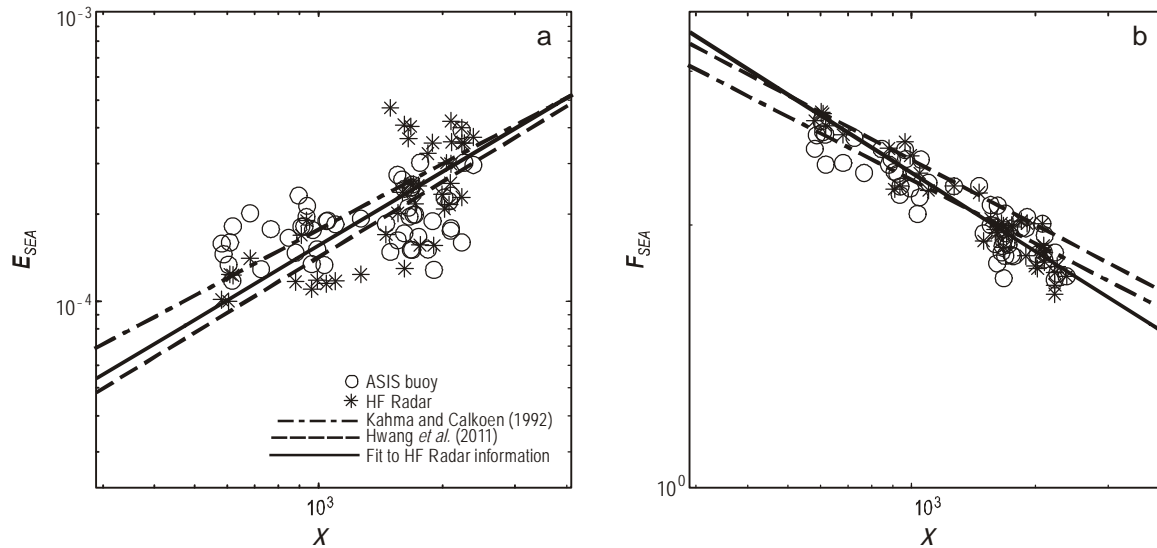 10⁻³
a
E_SEA
10⁻⁴
ASIS buoy
HF Radar
Kahma and Calkoen (1992)
Hwang et al. (2011)
Fit to HF Radar information
10³
X
b
F_SEA
10⁰
10³
X